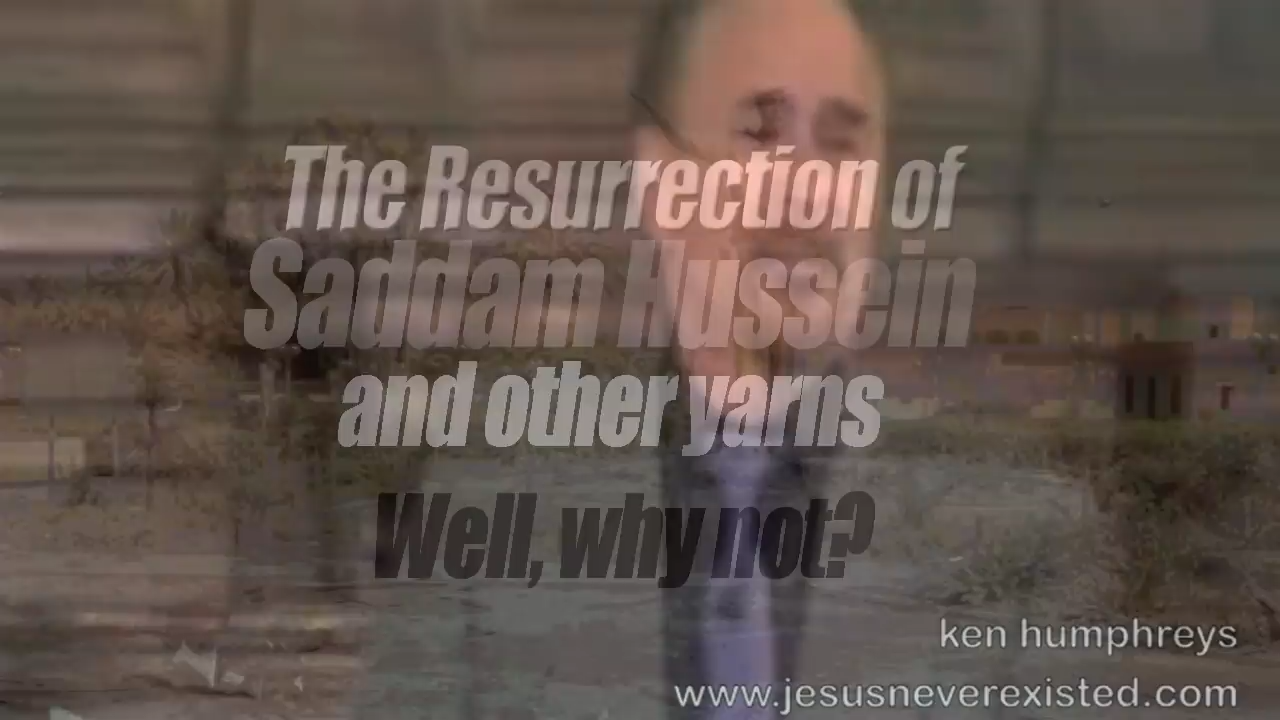 The Resurrection of
Saddam Hussein
and other yarns
Well, why not?
ken humphreys
www.jesusneverexisted.com